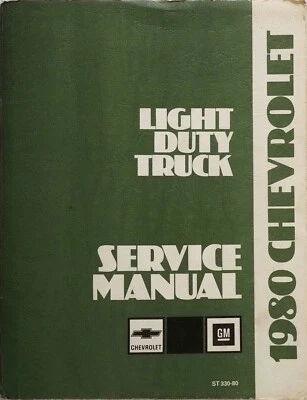 LIGHT
DUTY
TRUCK
SERVICE
MANUAL
CHEVROLET
GM
ST 330-80
1980 CHEVROLET